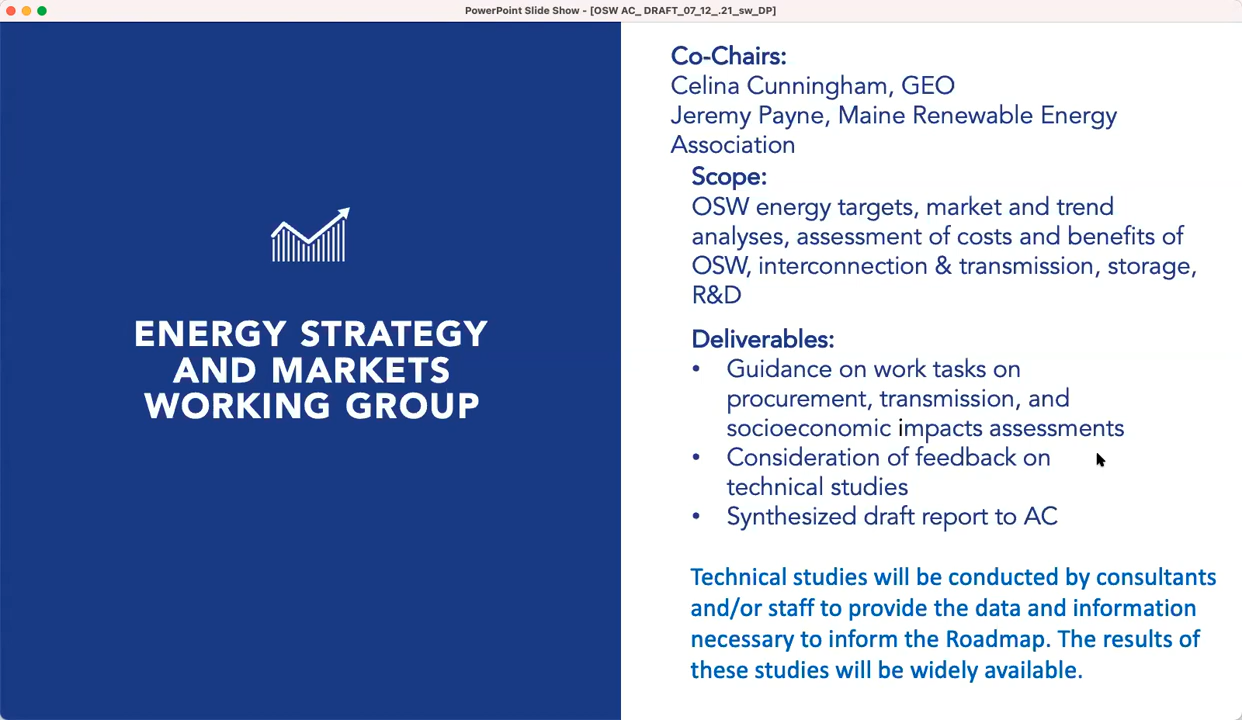 PowerPoint Slide Show - [OSW AC_ DRAFT_07_12_.21_sw_DP]
ENERGY STRATEGY
AND MARKETS
WORKING GROUP
Co-Chairs:
Celina Cunningham, GEO
Jeremy Payne, Maine Renewable Energy
Association
Scope:
OSW energy targets, market and trend
analyses, assessment of costs and benefits of
OSW, interconnection & transmission, storage,
R&D
Deliverables:
• Guidance on work tasks on
procurement, transmission, and
socioeconomic impacts assessments
• Consideration of feedback on
technical studies
• Synthesized draft report to AC
Technical studies will be conducted by consultants
and/or staff to provide the data and information
necessary to inform the Roadmap. The results of
these studies will be widely available.